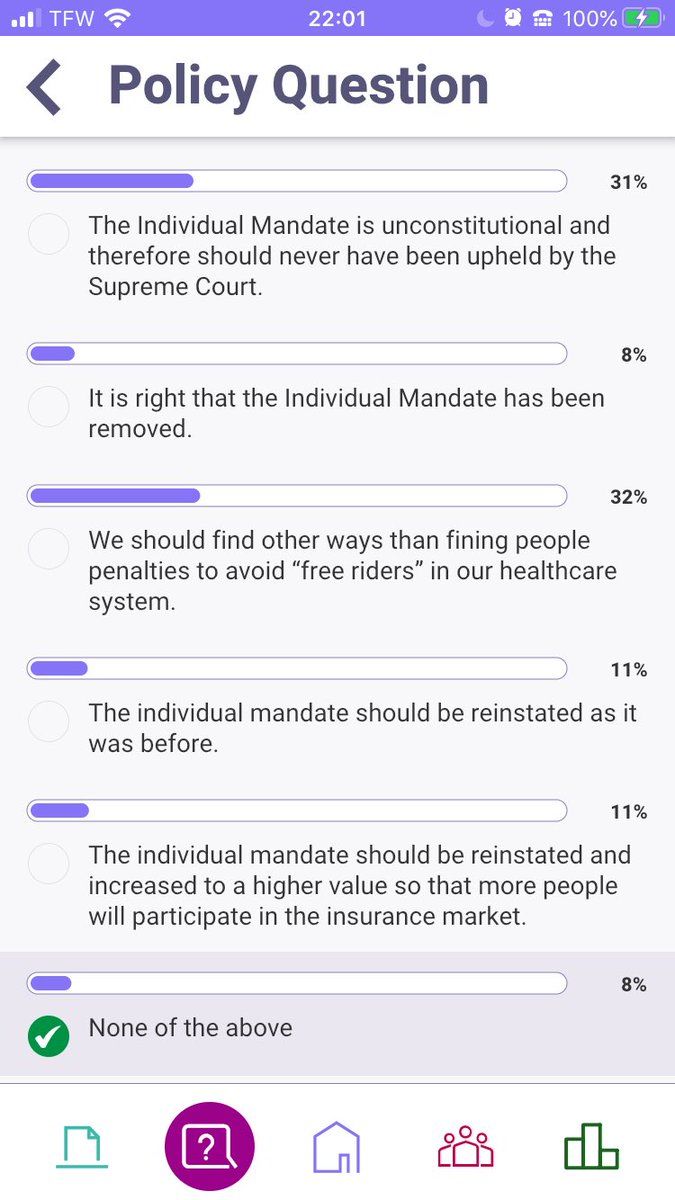 TFW 22:01 100%
Policy Question
31%
The Individual Mandate is unconstitutional and
therefore should never have been upheld by the
Supreme Court.
8%
It is right that the Individual Mandate has been
removed.
32%
We should find other ways than fining people
penalties to avoid “free riders” in our healthcare
system.
11%
The individual mandate should be reinstated as it
was before.
11%
The individual mandate should be reinstated and
increased to a higher value so that more people
will participate in the insurance market.
8%
None of the above
?